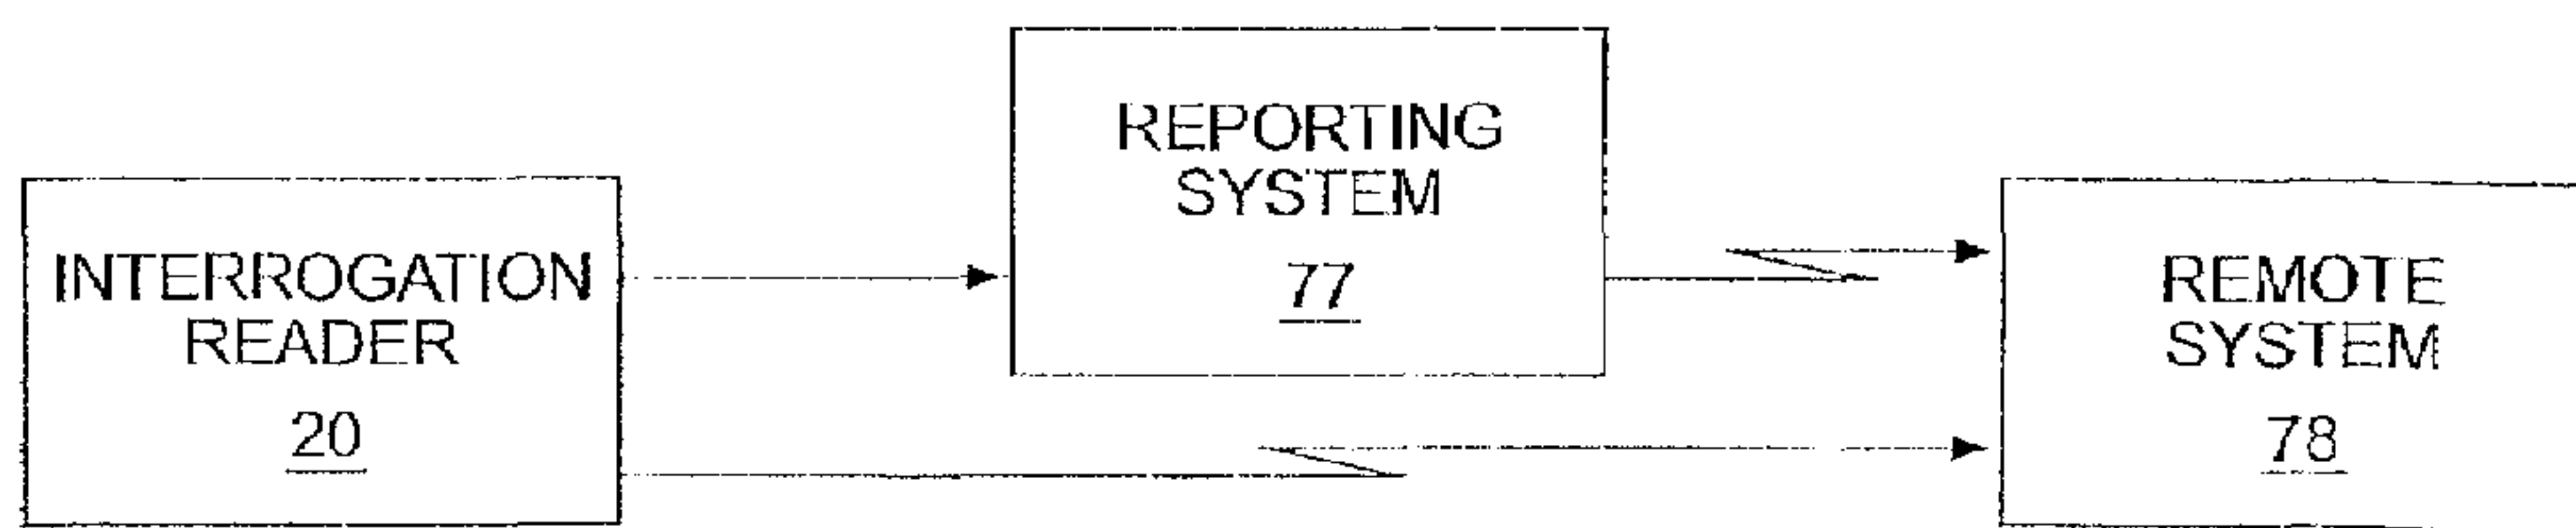 INTERROGATION
READER
20
REPORTING
SYSTEM
77
REMOTE
SYSTEM
78